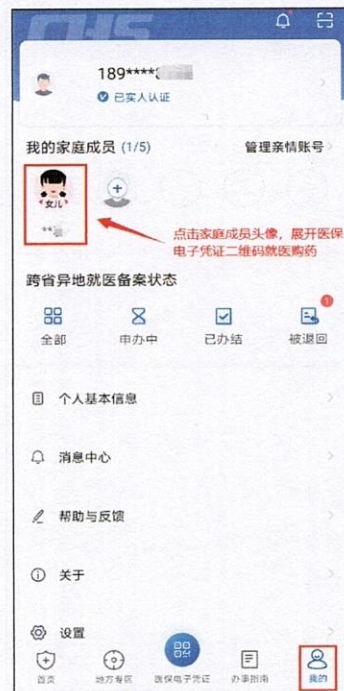 CHS
189****
已实人认证
我的家庭成员 (1/5) 管理亲情账号
女儿
**
点击家庭成员头像，展开医保
电子凭证二维码就医购药
跨省异地就医备案状态
1
全部 申办中 已办结 被退回
个人基本信息
消息中心
帮助与反馈
关于
设置
首页 地方专区 医保电子凭证 办事指南 我的